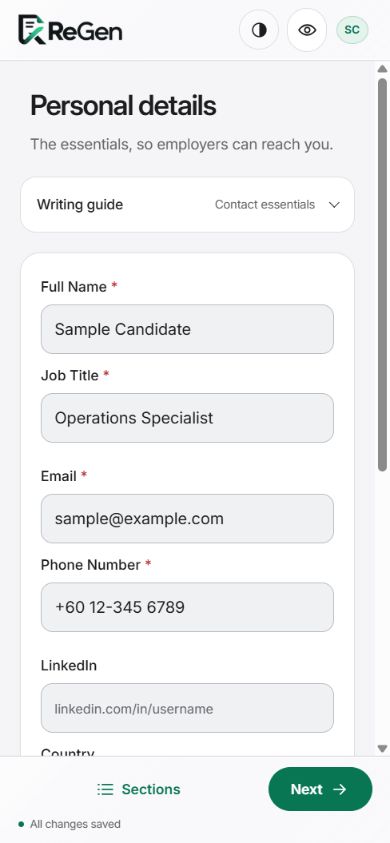 ReGen
SC
Personal details
The essentials, so employers can reach you.
Writing guide
Contact essentials
Full Name *
Sample Candidate
Job Title *
Operations Specialist
Email *
sample@example.com
Phone Number *
+60 12-345 6789
LinkedIn
linkedin.com/in/username
Country
Sections
Next
All changes saved